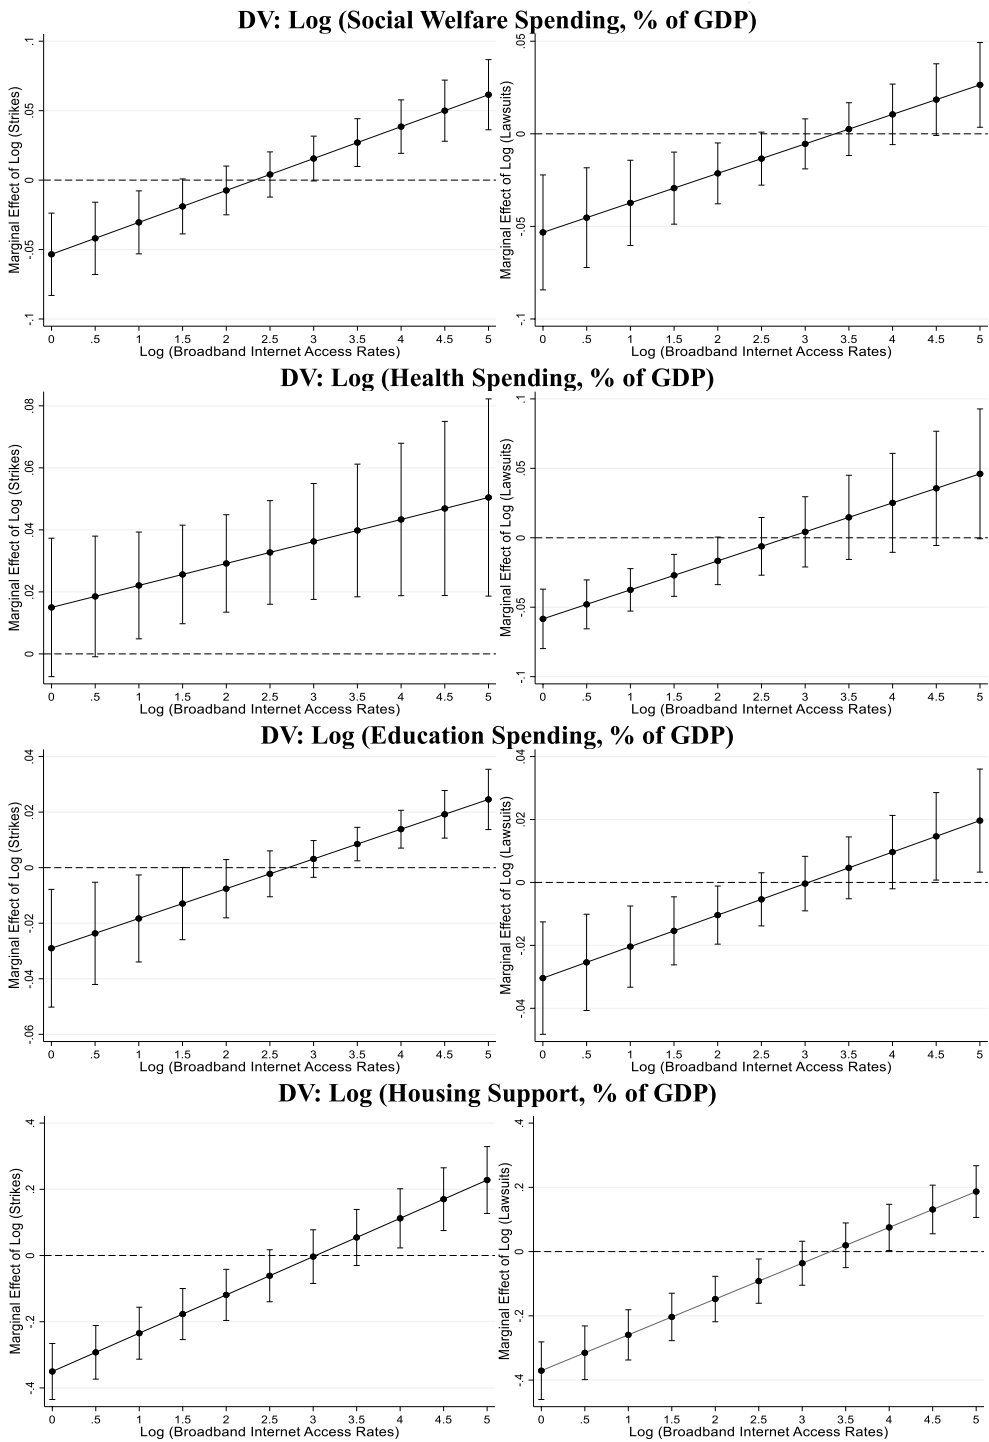 DV: Log (Social Welfare Spending, % of GDP)
Marginal Effect of Log (Strikes)
.1
.05
0
-.05
-.1
0 .5 1 1.5 2 2.5 3 3.5 4 4.5 5
Log (Broadband Internet Access Rates)
Marginal Effect of Log (Lawsuits)
.05
0
-.05
-.1
0 .5 1 1.5 2 2.5 3 3.5 4 4.5 5
Log (Broadband Internet Access Rates)
DV: Log (Health Spending, % of GDP)
Marginal Effect of Log (Strikes)
.08
.06
.04
.02
0
0 .5 1 1.5 2 2.5 3 3.5 4 4.5 5
Log (Broadband Internet Access Rates)
Marginal Effect of Log (Lawsuits)
.1
.05
0
-.05
-.1
0 .5 1 1.5 2 2.5 3 3.5 4 4.5 5
Log (Broadband Internet Access Rates)
DV: Log (Education Spending, % of GDP)
Marginal Effect of Log (Strikes)
.04
.02
0
-.02
-.04
-.06
0 .5 1 1.5 2 2.5 3 3.5 4 4.5 5
Log (Broadband Internet Access Rates)
Marginal Effect of Log (Lawsuits)
.04
.02
0
-.02
-.04
0 .5 1 1.5 2 2.5 3 3.5 4 4.5 5
Log (Broadband Internet Access Rates)
DV: Log (Housing Support, % of GDP)
Marginal Effect of Log (Strikes)
.4
.2
0
-.2
-.4
0 .5 1 1.5 2 2.5 3 3.5 4 4.5 5
Log (Broadband Internet Access Rates)
Marginal Effect of Log (Lawsuits)
.4
.2
0
-.2
-.4
0 .5 1 1.5 2 2.5 3 3.5 4 4.5 5
Log (Broadband Internet Access Rates)